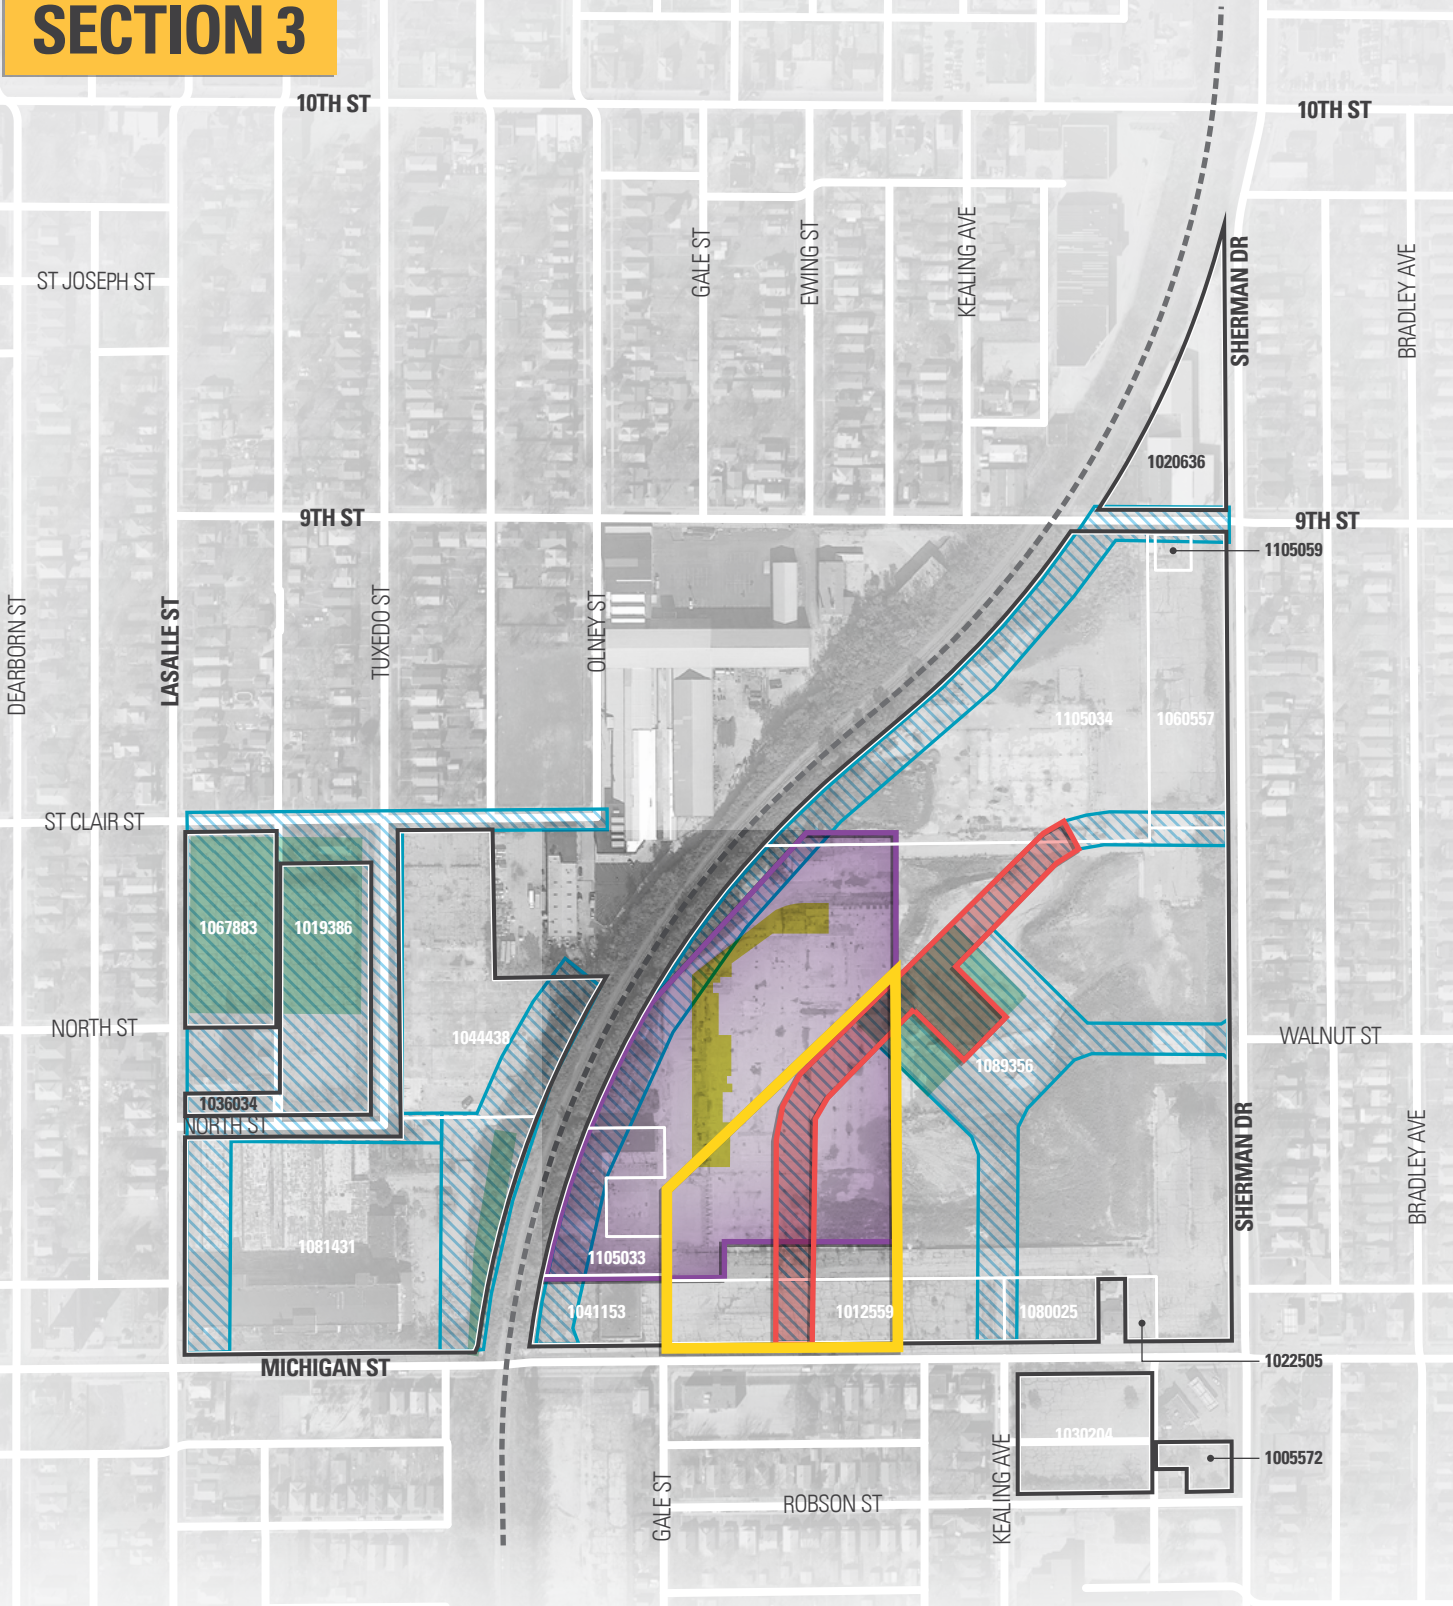 SECTION 3
10TH ST
10TH ST
GALE ST
EWING ST
KEALING AVE
SHERMAN DR
BRADLEY AVE
ST JOSEPH ST
1020636
9TH ST
9TH ST
1105059
DEARBORN ST
LASALLE ST
TUXEDO ST
OLNEY ST
1105034
1060557
ST CLAIR ST
1067883
1019386
NORTH ST
1044438
WALNUT ST
1089356
1036034
NORTH ST
SHERMAN DR
BRADLEY AVE
1081431
1105033
1041153
1012559
1080025
MICHIGAN ST
1022505
1030204
1005572
GALE ST
ROBSON ST
KEALING AVE